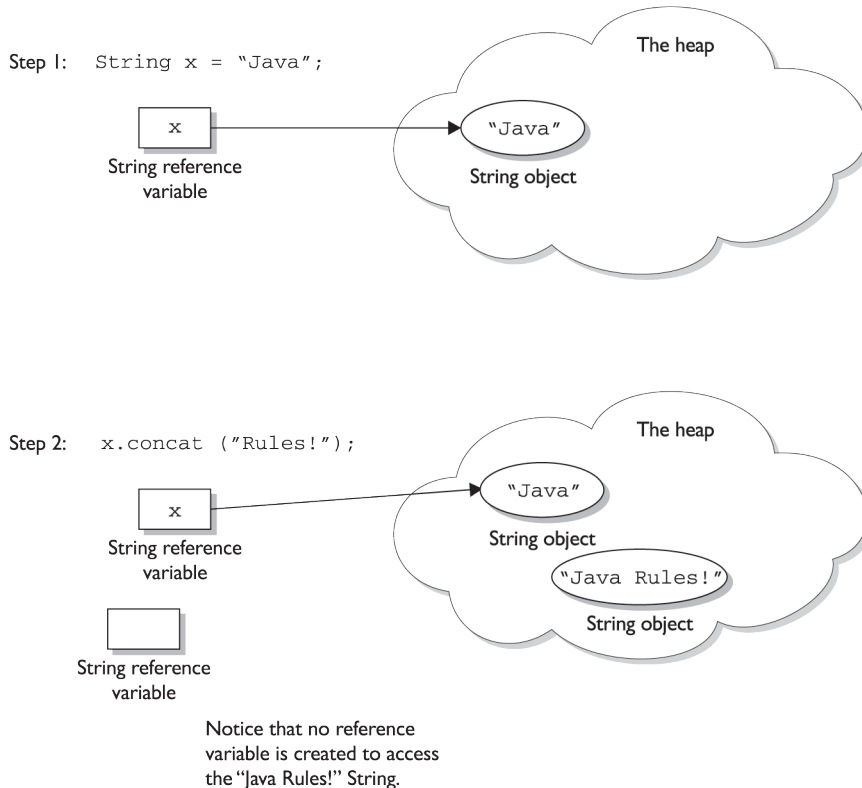 The heap
Step 1: String x = “Java”;
x
“Java”
String reference
variable
String object
The heap
Step 2: x.concat (”Rules!”);
“Java”
x
String object
String reference
variable
“Java Rules!”
String object
String reference
variable
Notice that no reference
variable is created to access
the “Java Rules!” String.